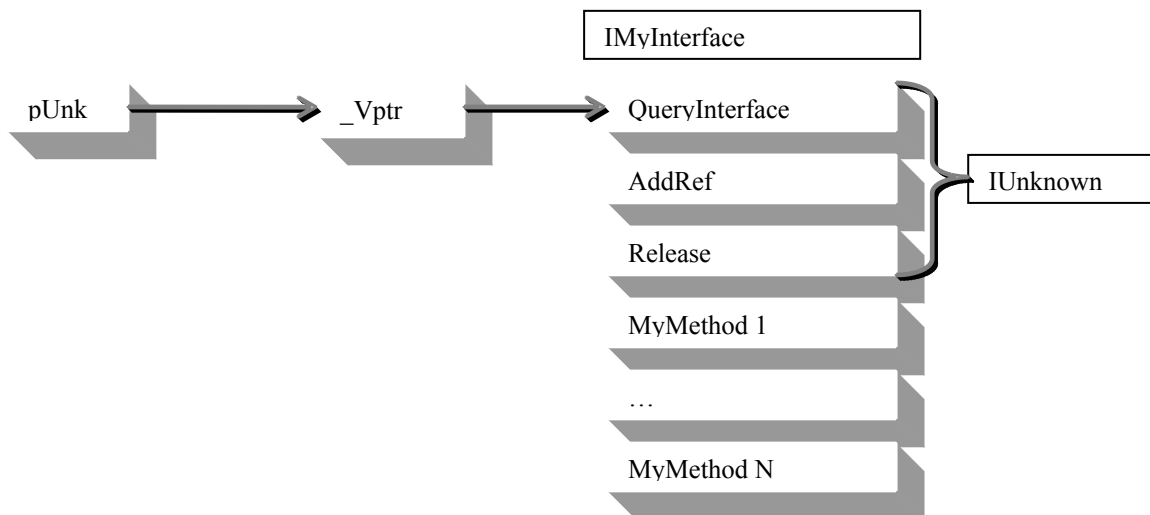 IMyInterface
pUnk
_Vptr
QueryInterface
AddRef
IUnknown
Release
MyMethod 1
…
MyMethod N